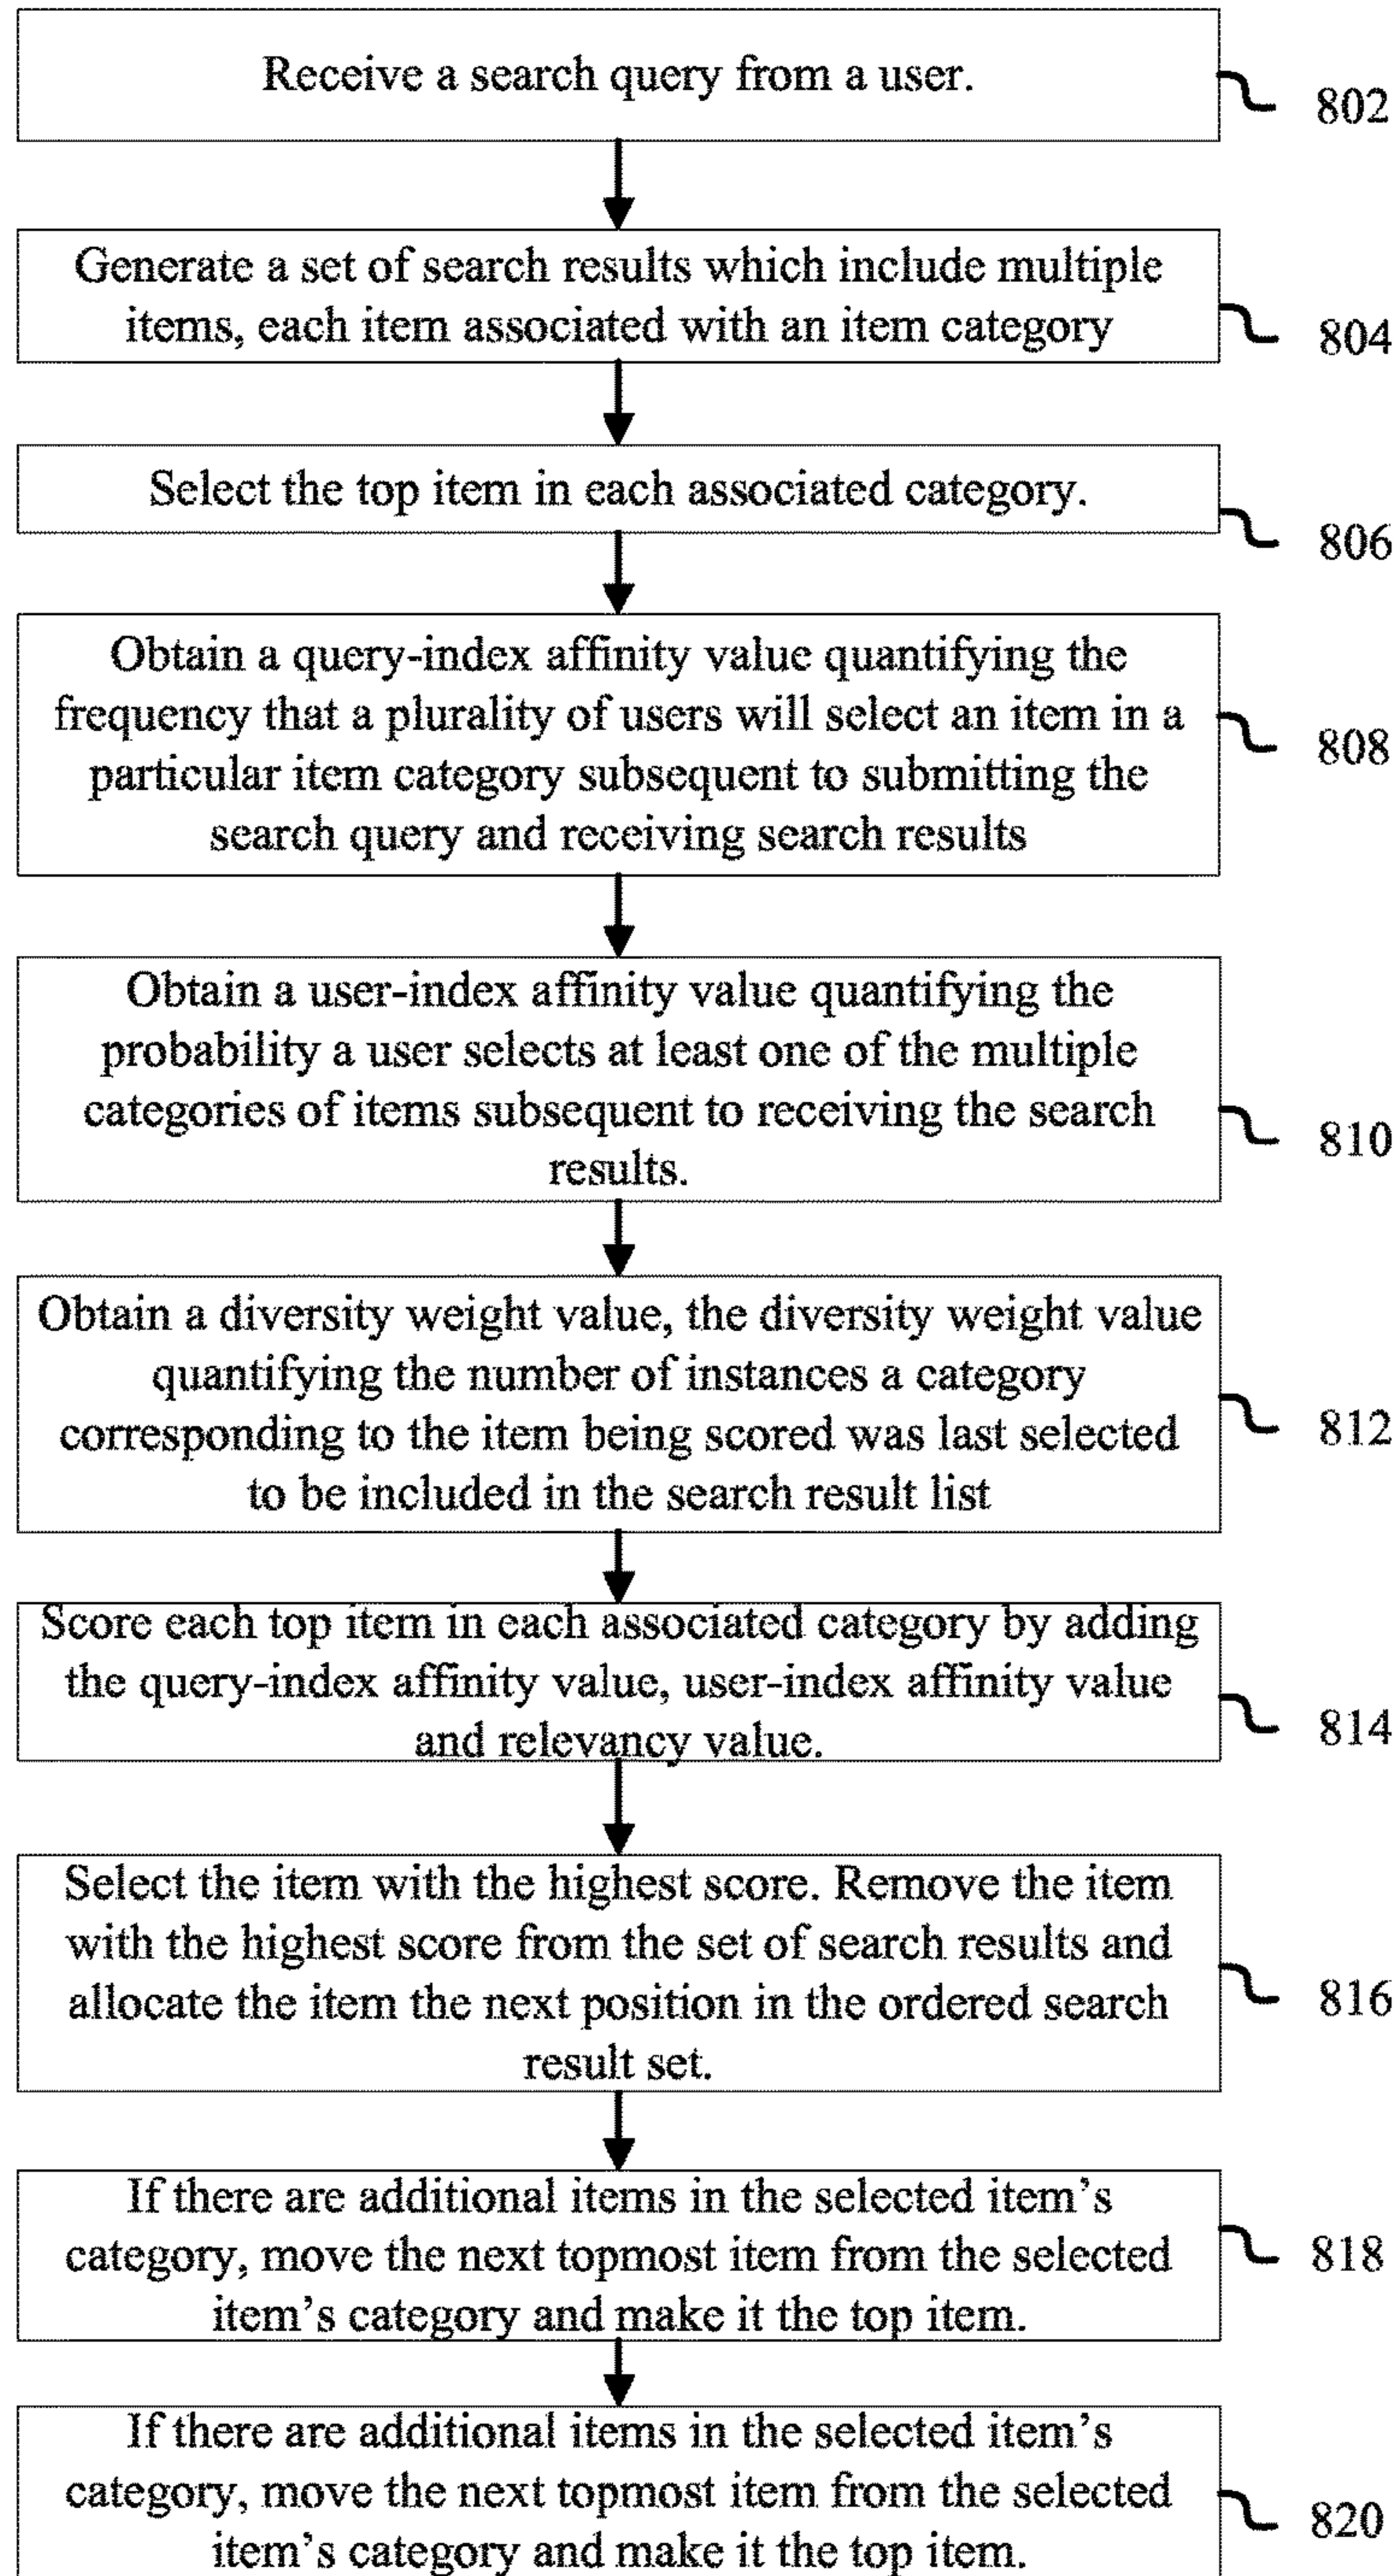 Receive a search query from a user.
802
Generate a set of search results which include multiple
items, each item associated with an item category
804
Select the top item in each associated category.
806
Obtain a query-index affinity value quantifying the
frequency that a plurality of users will select an item in a
particular item category subsequent to submitting the
search query and receiving search results
808
Obtain a user-index affinity value quantifying the
probability a user selects at least one of the multiple
categories of items subsequent to receiving the search
results.
810
Obtain a diversity weight value, the diversity weight value
quantifying the number of instances a category
corresponding to the item being scored was last selected
to be included in the search result list
812
Score each top item in each associated category by adding
the query-index affinity value, user-index affinity value
and relevancy value.
814
Select the item with the highest score. Remove the item
with the highest score from the set of search results and
allocate the item the next position in the ordered search
result set.
816
If there are additional items in the selected item’s
category, move the next topmost item from the selected
item’s category and make it the top item.
818
If there are additional items in the selected item’s
category, move the next topmost item from the selected
item’s category and make it the top item.
820